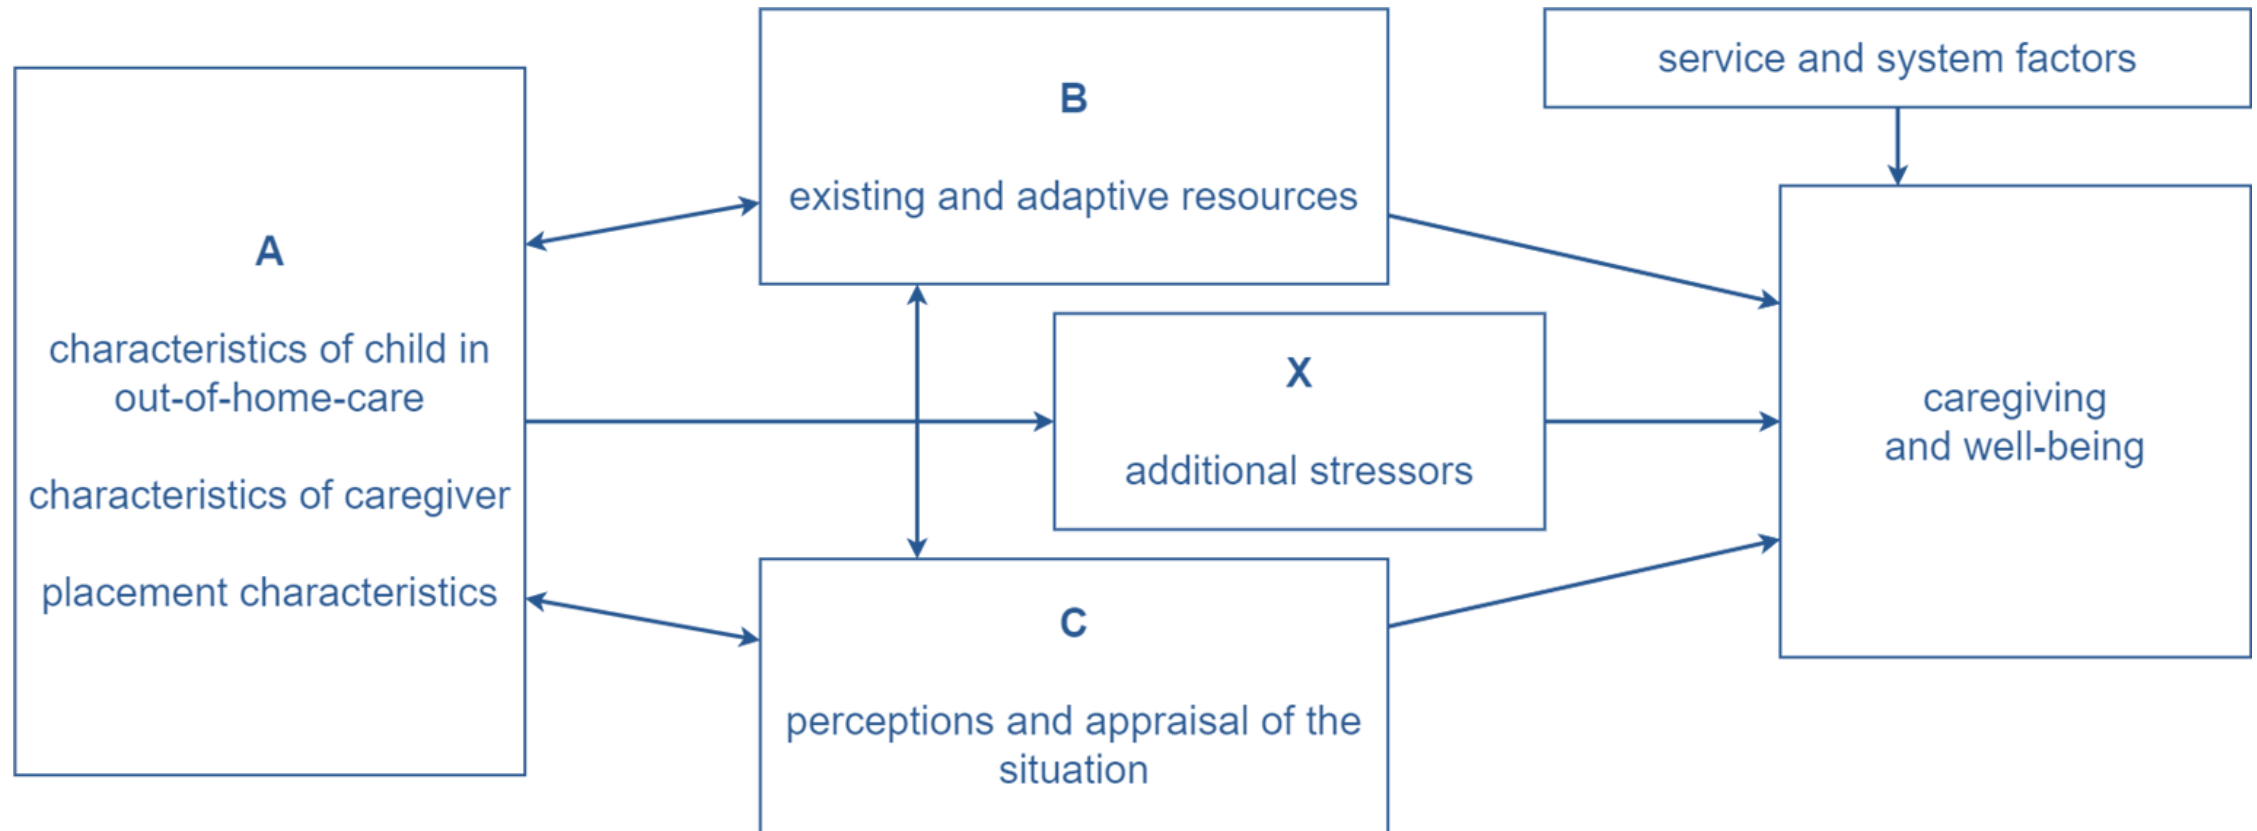 A
characteristics of child in
out-of-home-care
characteristics of caregiver
placement characteristics
B
existing and adaptive resources
X
additional stressors
C
perceptions and appraisal of the
situation
service and system factors
caregiving
and well-being